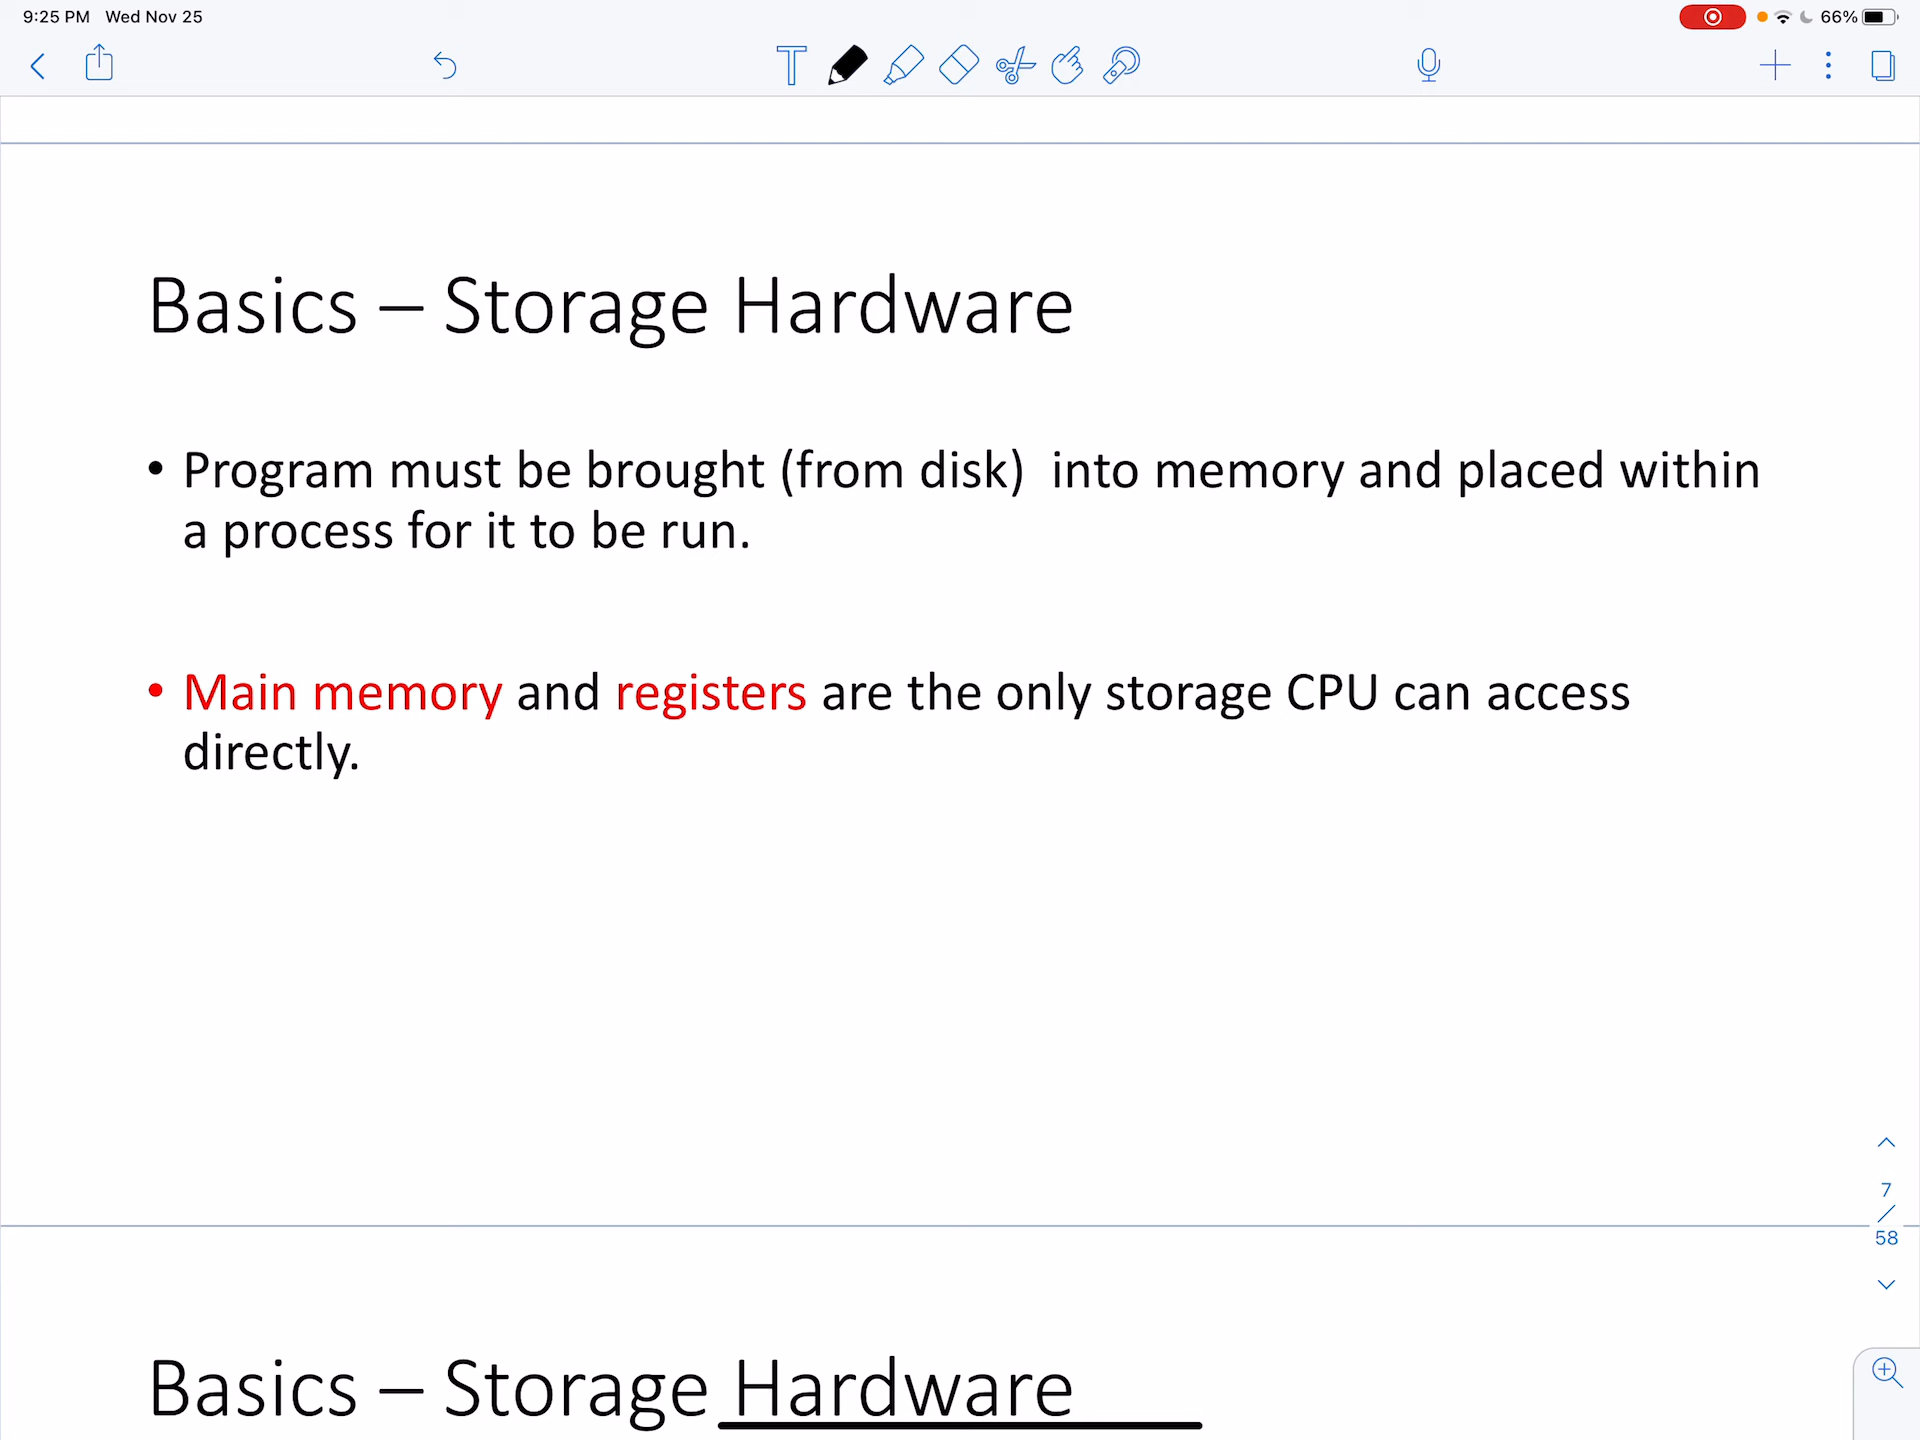 9:25 PM Wed Nov 25
66%
Basics – Storage Hardware
• Program must be brought (from disk)  into memory and placed within
a process for it to be run.
• Main memory and registers are the only storage CPU can access
directly.
7
/
58
Basics – Storage Hardware